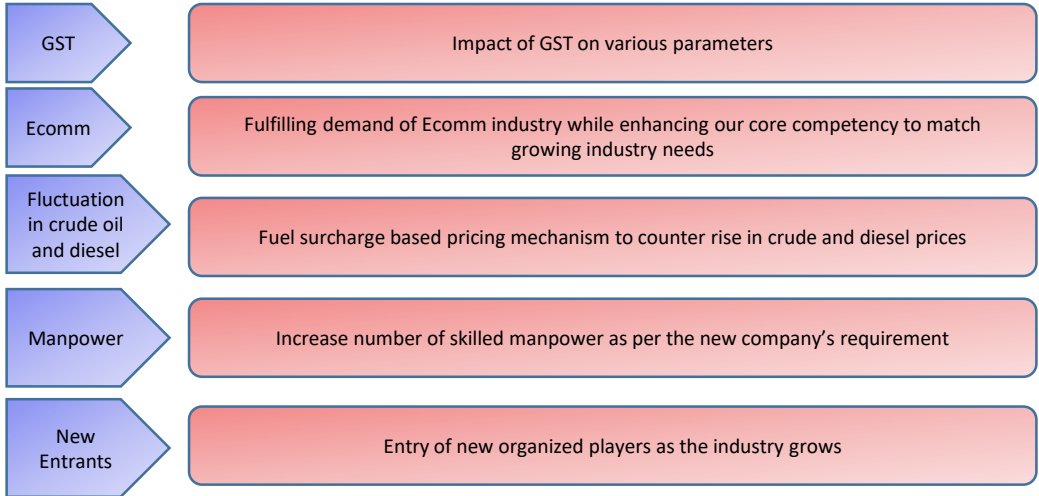 GST
Impact of GST on various parameters
Ecomm
Fulfilling demand of Ecomm industry while enhancing our core competency to match
growing industry needs
Fluctuation
in crude oil
and diesel
Fuel surcharge based pricing mechanism to counter rise in crude and diesel prices
Manpower
Increase number of skilled manpower as per the new company’s requirement
New
Entrants
Entry of new organized players as the industry grows